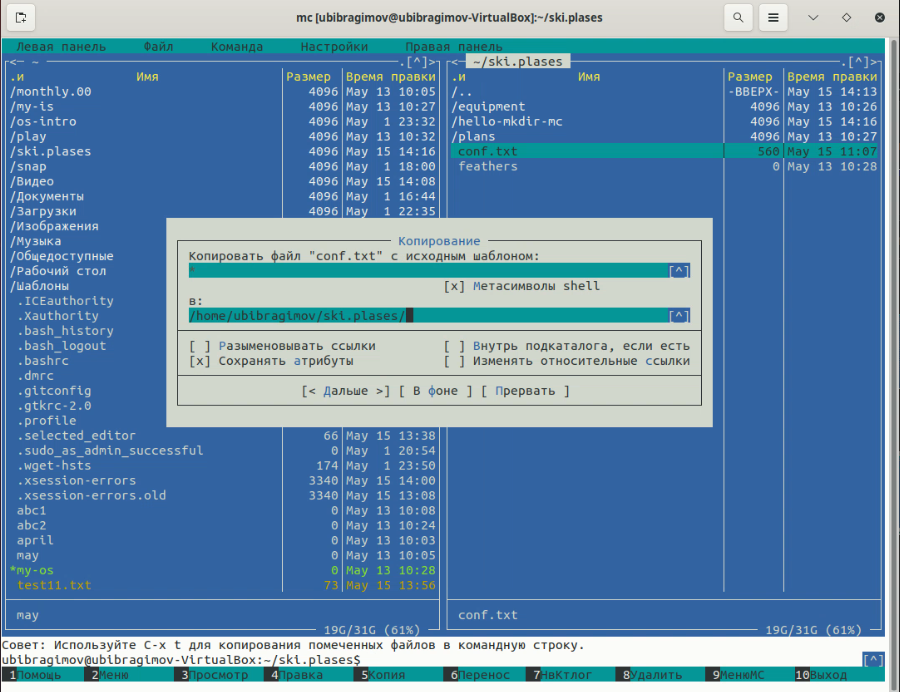 mc [ubibragimov@ubibragimov-VirtualBox]:~/ski.plases
Левая панель Файл Команда Настройки Правая панель
<─ ~ .[^]>
.и Имя Размер Время правки
/monthly.00 4096 May 13 10:05
/my-is 4096 May 13 10:27
/os-intro 4096 May 1 23:32
/play 4096 May 13 10:32
/ski.plases 4096 May 15 14:16
/snap 4096 May 1 18:00
/Видео 4096 May 15 14:08
/Документы 4096 May 1 16:44
/Загрузки 4096 May 1 22:35
/Изображения
/Музыка
/Общедоступные
/Рабочий стол
/Шаблоны
.ICEauthority
.Xauthority
.bash_history
.bash_logout
.bashrc
.dmrc
.gitconfig
.gtkrc-2.0
.profile
.selected_editor 66 May 15 13:38
.sudo_as_admin_successful 0 May 1 20:54
.wget-hsts 174 May 1 23:50
.xsession-errors 3340 May 15 14:00
.xsession-errors.old 3340 May 15 13:08
abc1 0 May 13 10:08
abc2 0 May 13 10:24
april 0 May 13 10:03
may 0 May 13 10:05
*my-os 0 May 13 10:28
test11.txt 73 May 15 13:56
may
19G/31G (61%)
<─ ~/ski.plases .[^]>
.и Имя Размер Время правки
/.. -ВВЕРХ- May 15 14:13
/equipment 4096 May 13 10:26
/hello-mkdir-mc 4096 May 15 14:16
/plans 4096 May 13 10:27
conf.txt 560 May 15 11:07
feathers 0 May 13 10:28
conf.txt
19G/31G (61%)
Копирование
Копировать файл "conf.txt" с исходным шаблоном:
* [^]
[x] Метасимволы shell
в:
/home/ubibragimov/ski.plases/ [^]
[ ] Разыменовывать ссылки [ ] Внутрь подкаталога, если есть
[x] Сохранять атрибуты [ ] Изменять относительные ссылки
[< Дальше >] [ В фоне ] [ Прервать ]
Совет: Используйте C-x t для копирования помеченных файлов в командную строку.
ubibragimov@ubibragimov-VirtualBox:~/ski.plases$ [^]
1Помощь 2Меню 3Просмотр 4Правка 5Копия 6Перенос 7НвКтлог 8Удалить 9МенюМС 10Выход